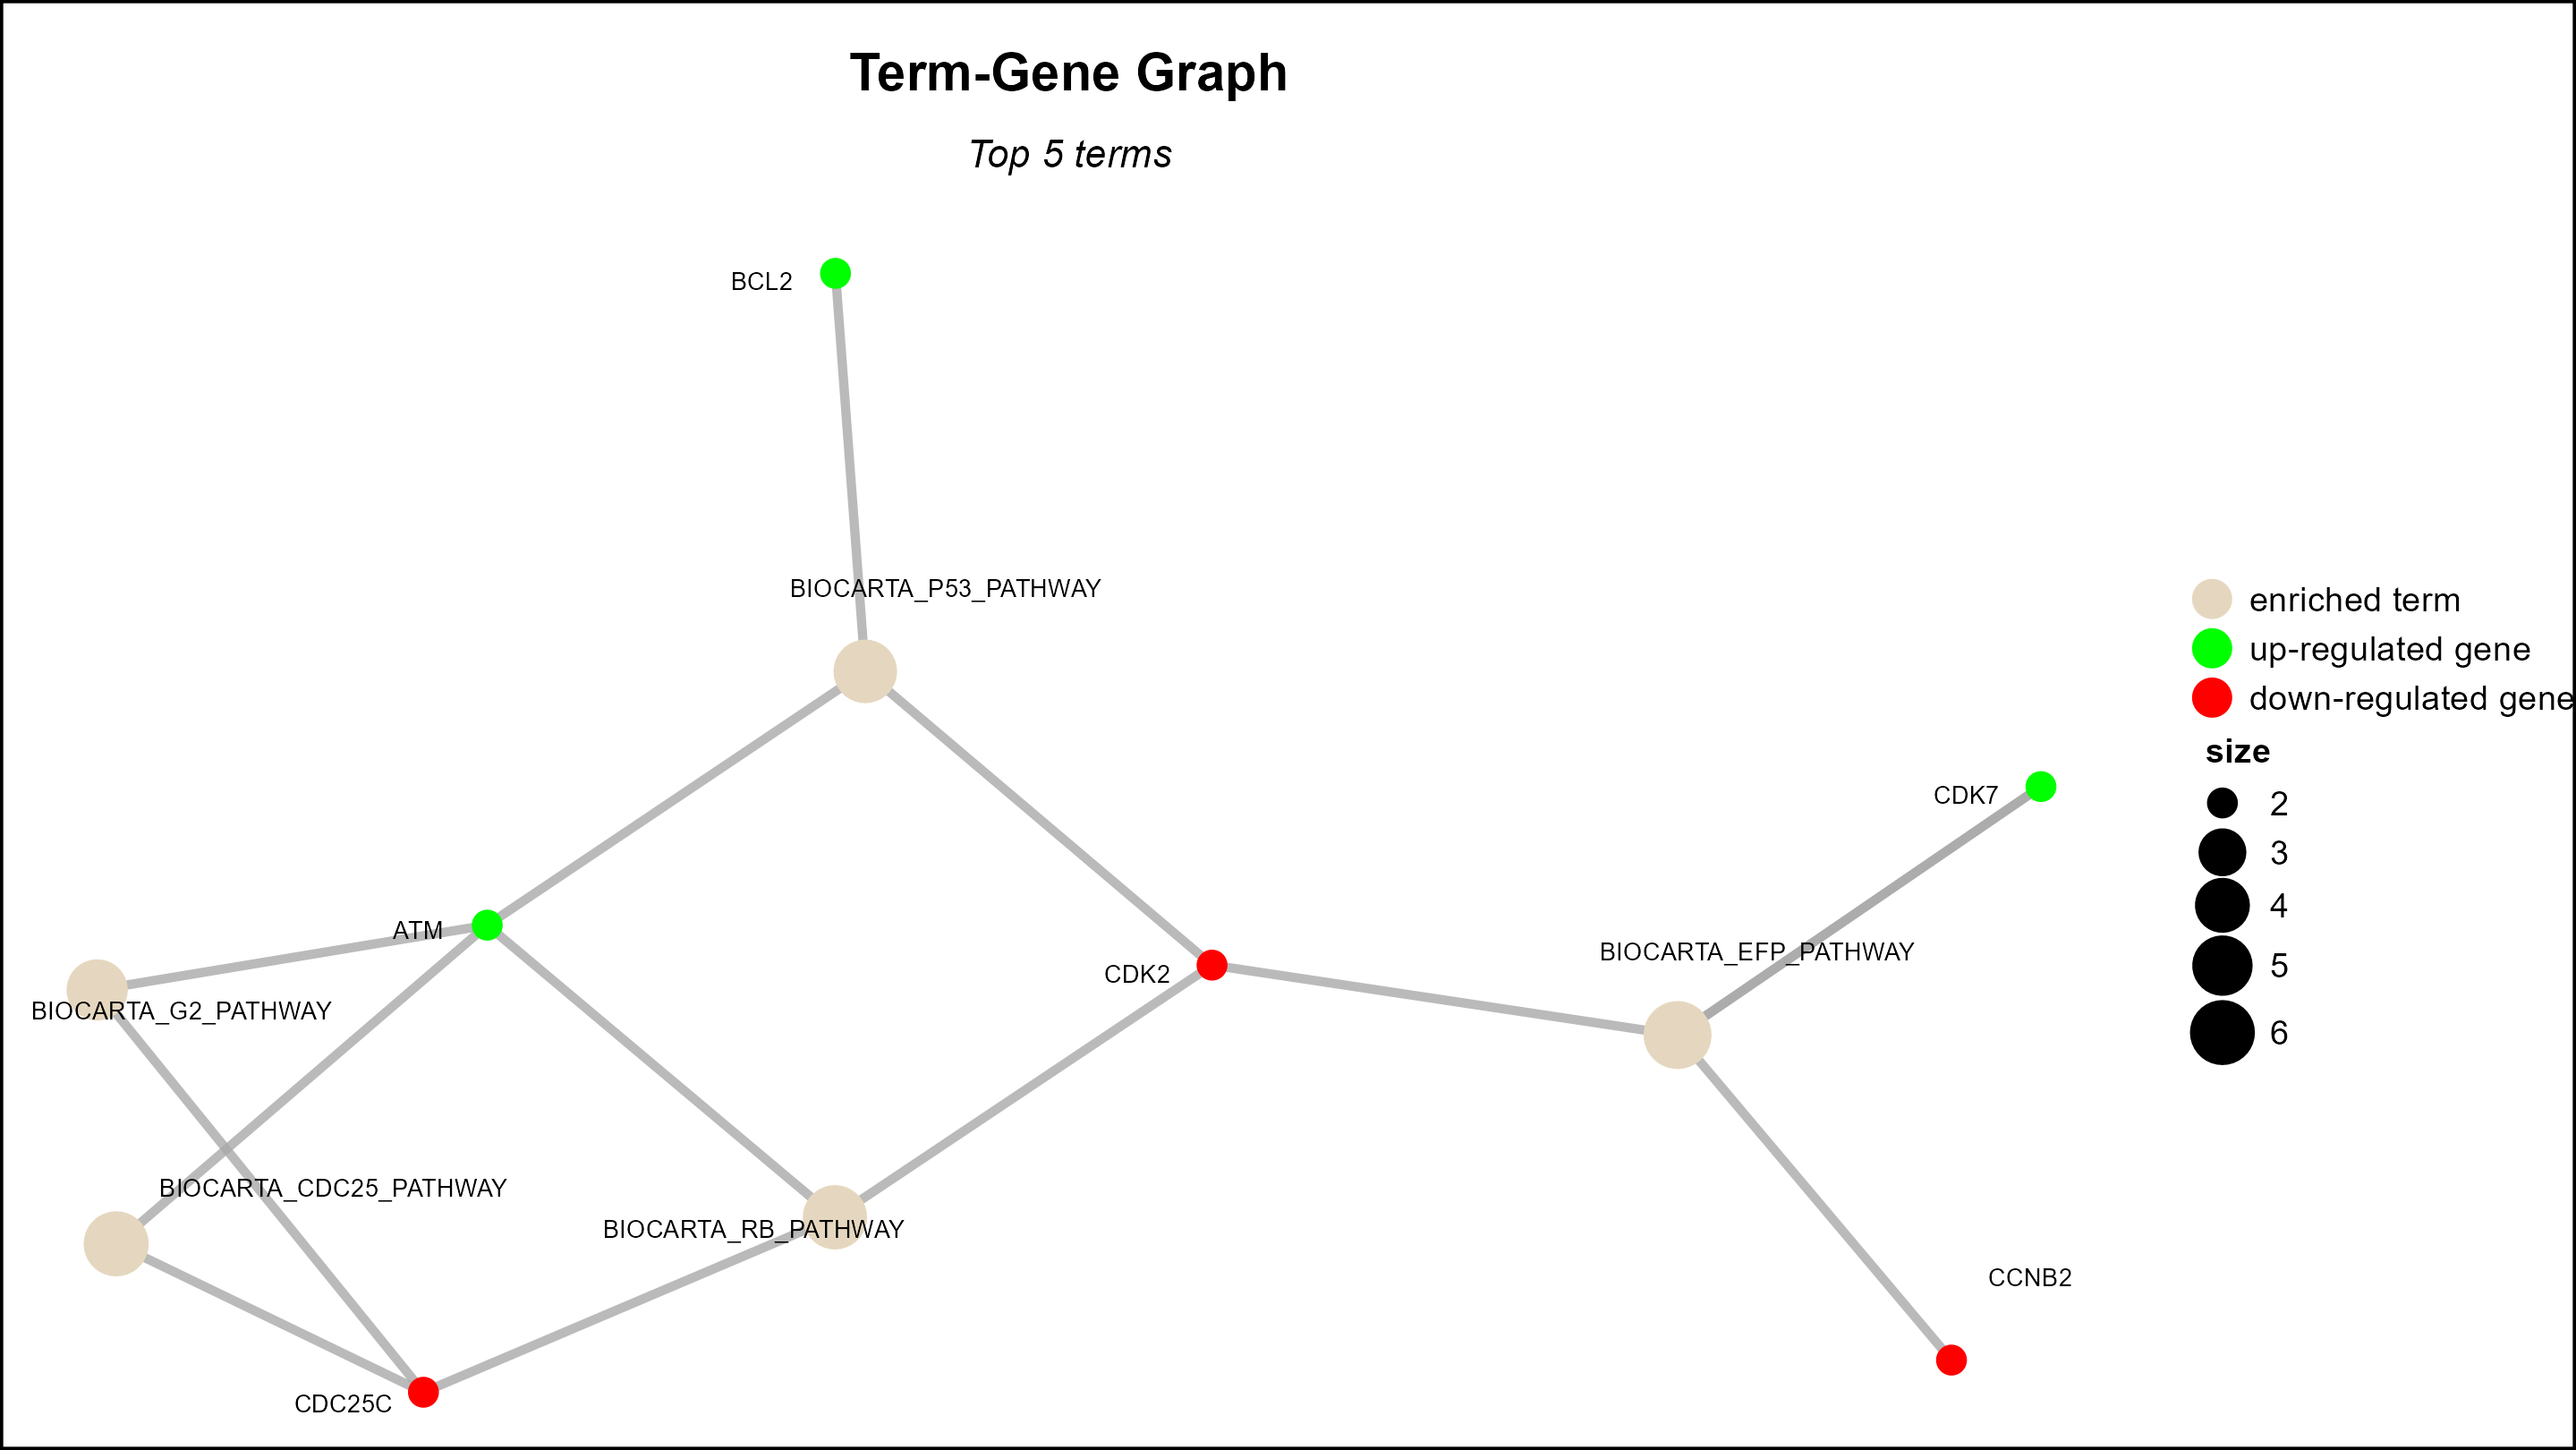 Term-Gene Graph
Top 5 terms
BCL2
BIOCARTA_P53_PATHWAY
enriched term
up-regulated gene
down-regulated gene
size
CDK7
2
3
4
ATM
BIOCARTA_EFP_PATHWAY
5
CDK2
BIOCARTA_G2_PATHWAY
6
BIOCARTA_CDC25_PATHWAY
BIOCARTA_RB_PATHWAY
CCNB2
CDC25C